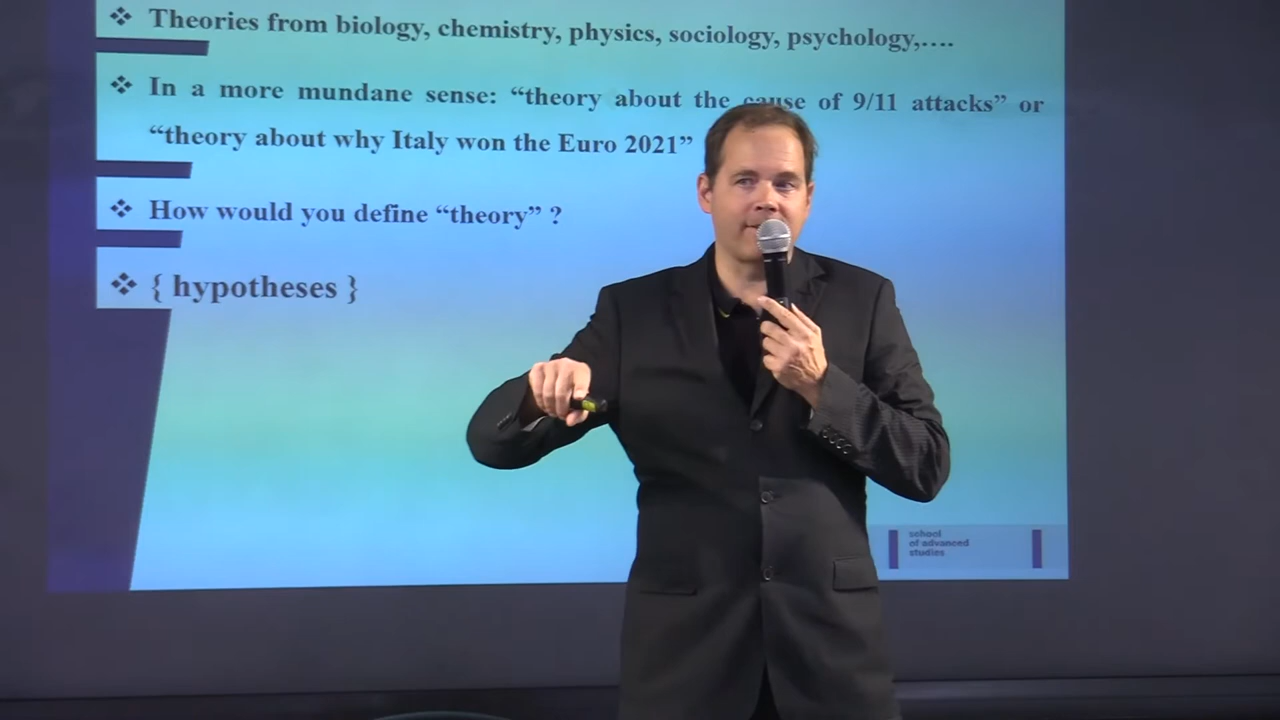 ❖ Theories from biology, chemistry, physics, sociology, psychology,….
❖ In a more mundane sense: “theory about the cause of 9/11 attacks” or
“theory about why Italy won the Euro 2021”
❖ How would you define “theory” ?
❖ { hypotheses }
school
of advanced
studies